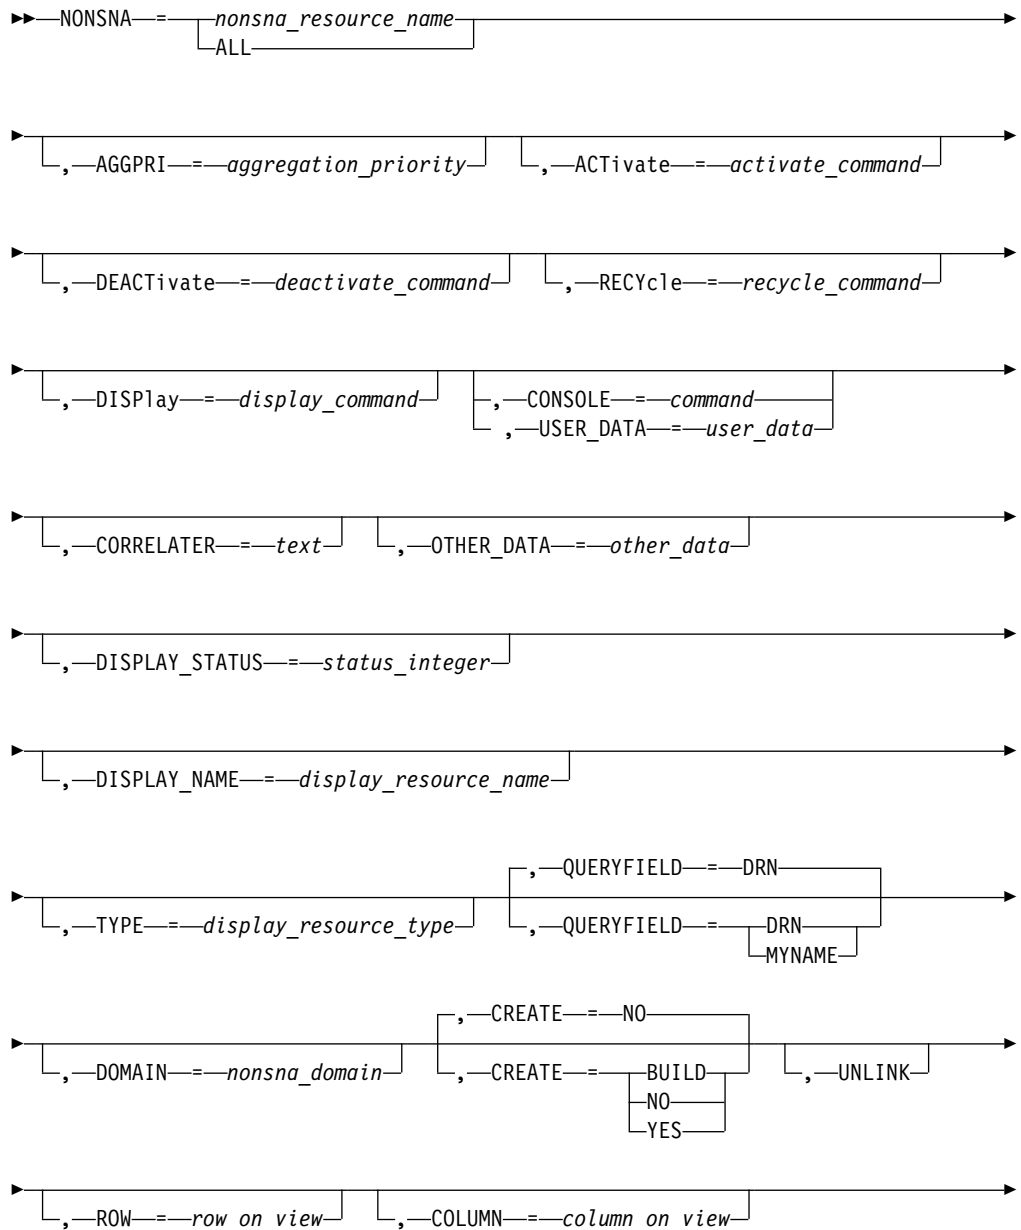 NONSNA = nonsna_resource_name
ALL
, AGGPRI = aggregation_priority , ACTivate = activate_command
, DEACTivate = deactivate_command , RECYcle = recycle_command
, DISPlay = display_command , CONSOLE = command
, USER_DATA = user_data
, CORRELATER = text , OTHER_DATA = other_data
, DISPLAY_STATUS = status_integer
, DISPLAY_NAME = display_resource_name
, QUERYFIELD = DRN
, TYPE = display_resource_type , QUERYFIELD = DRN
MYNAME
, CREATE = NO
, DOMAIN = nonsna_domain , CREATE = BUILD , UNLINK
NO
YES
, ROW = row on view , COLUMN = column on view